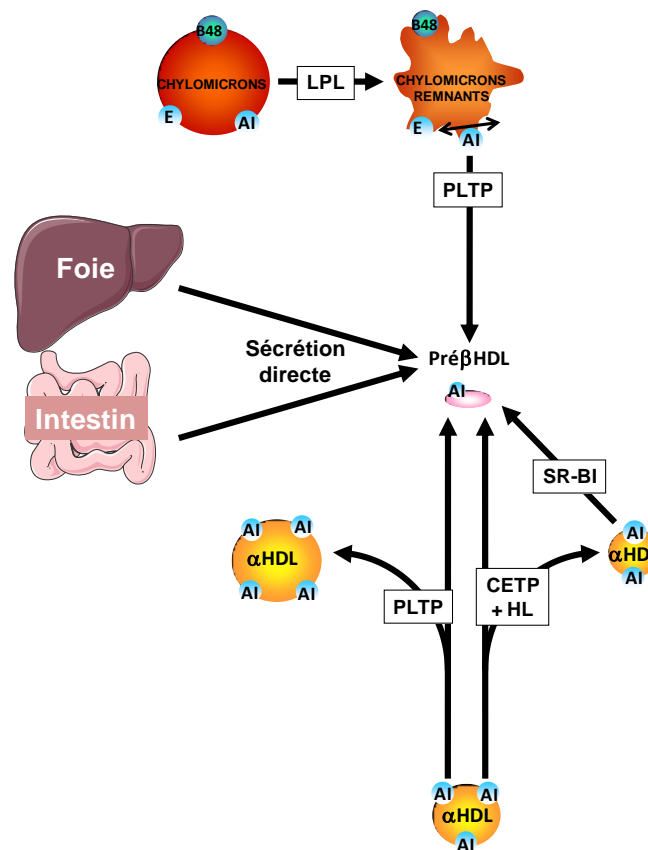 B48
CHYLOMICRONS
E
AI
LPL
B48
CHYLOMICRONS
REMNANTS
E
AI
PLTP
Foie
Sécrétion
directe
Intestin
PréβHDL
AI
SR-BI
AI
αHD
AI
AI
AI
αHDL
AI
AI
PLTP
CETP
+ HL
AI
AI
αHDL
AI